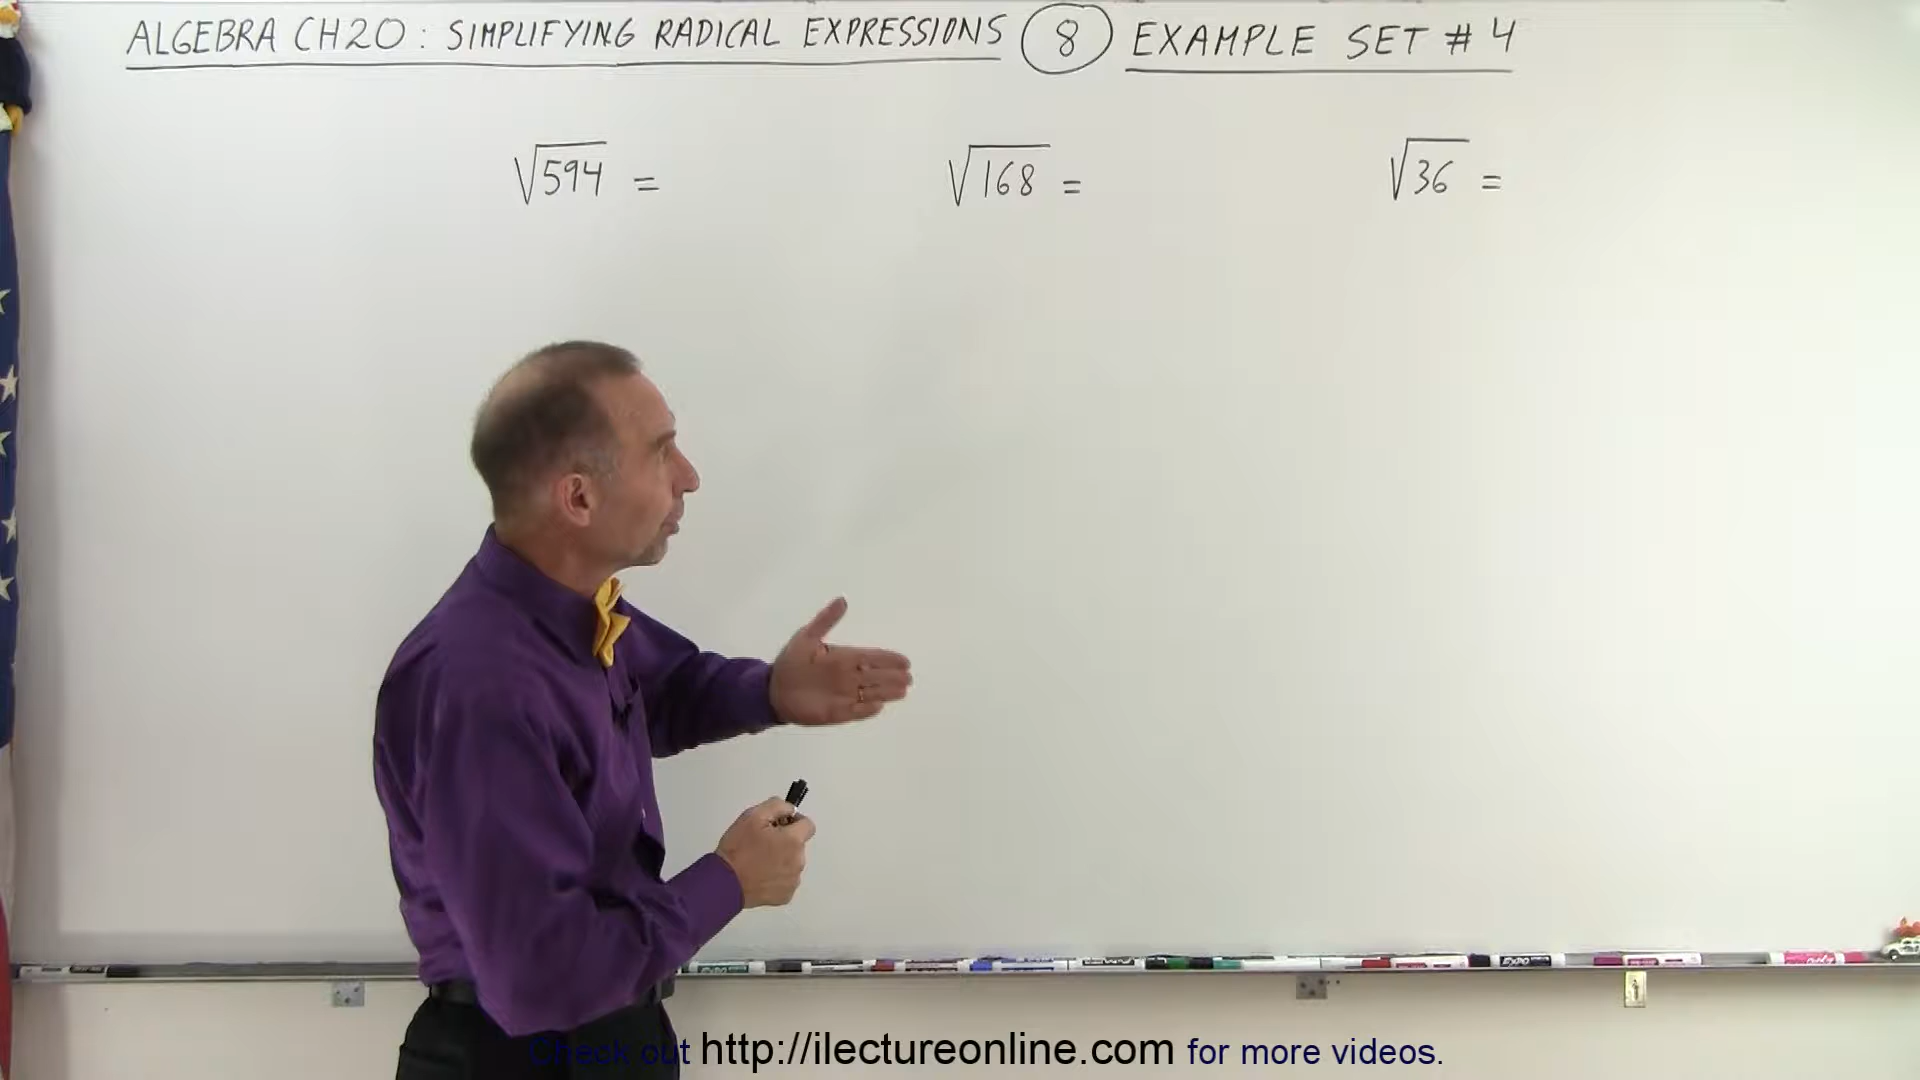 ALGEBRA CH20 : SIMPLIFYING RADICAL EXPRESSIONS 8 EXAMPLE SET # 4
√594 = √168 = √36 =
Check out http://ilectureonline.com for more videos.